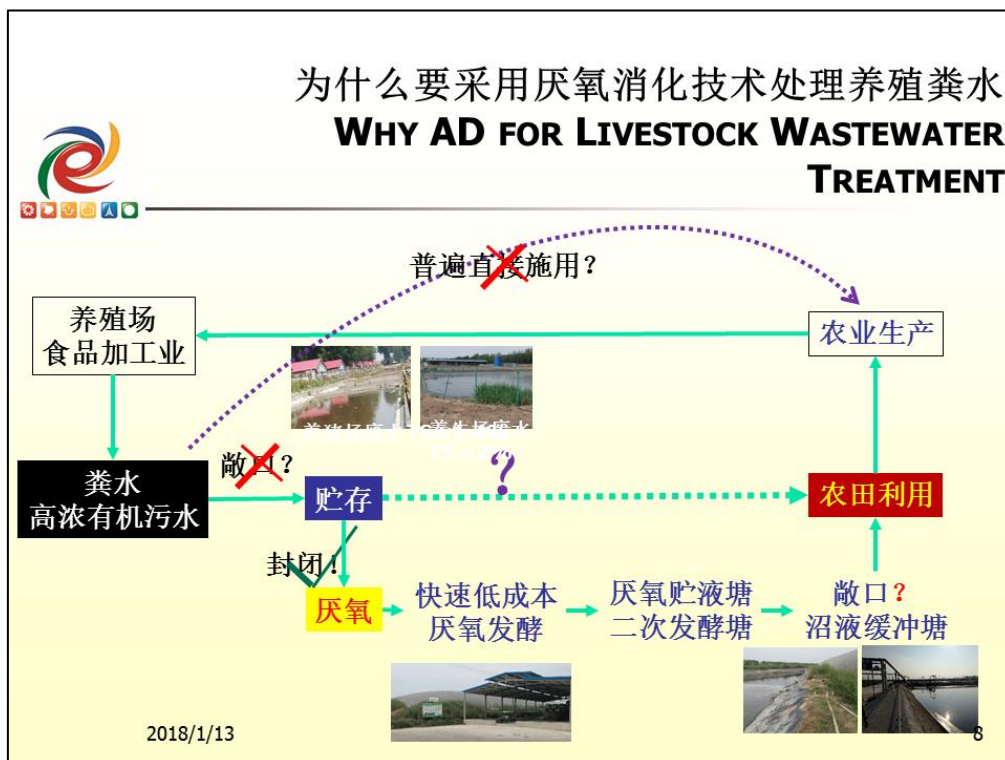 为什么要采用厌氧消化技术处理养殖粪水
WHY AD FOR LIVESTOCK WASTEWATER
TREATMENT
普遍直接施用？
养殖场
食品加工业
农业生产
敞口？
粪水
高浓有机污水
贮存
?
农田利用
封闭！
厌氧
快速低成本
厌氧发酵
厌氧贮液塘
二次发酵塘
敞口？
沼液缓冲塘
2018/1/13
8